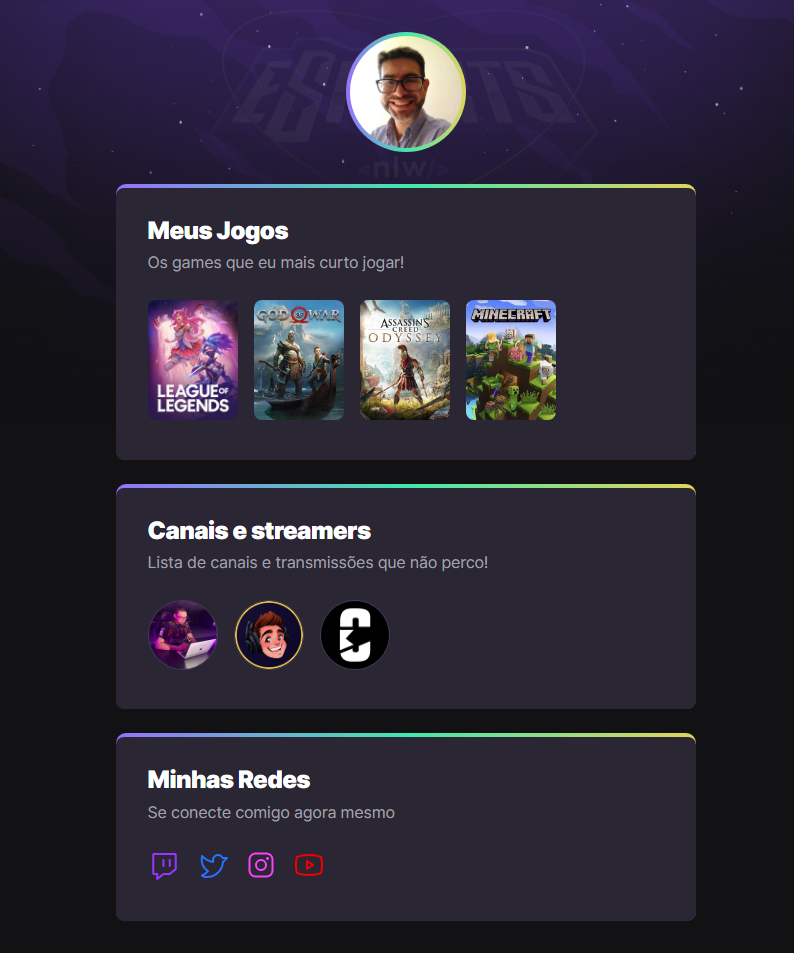 ESPORTS
<nlw/>
Meus Jogos
Os games que eu mais curto jogar!
LEAGUE OF
LEGENDS
GOD OF WAR
ASSASSIN'S
CREED
ODYSSEY
MINECRAFT
Canais e streamers
Lista de canais e transmissões que não perco!
Minhas Redes
Se conecte comigo agora mesmo